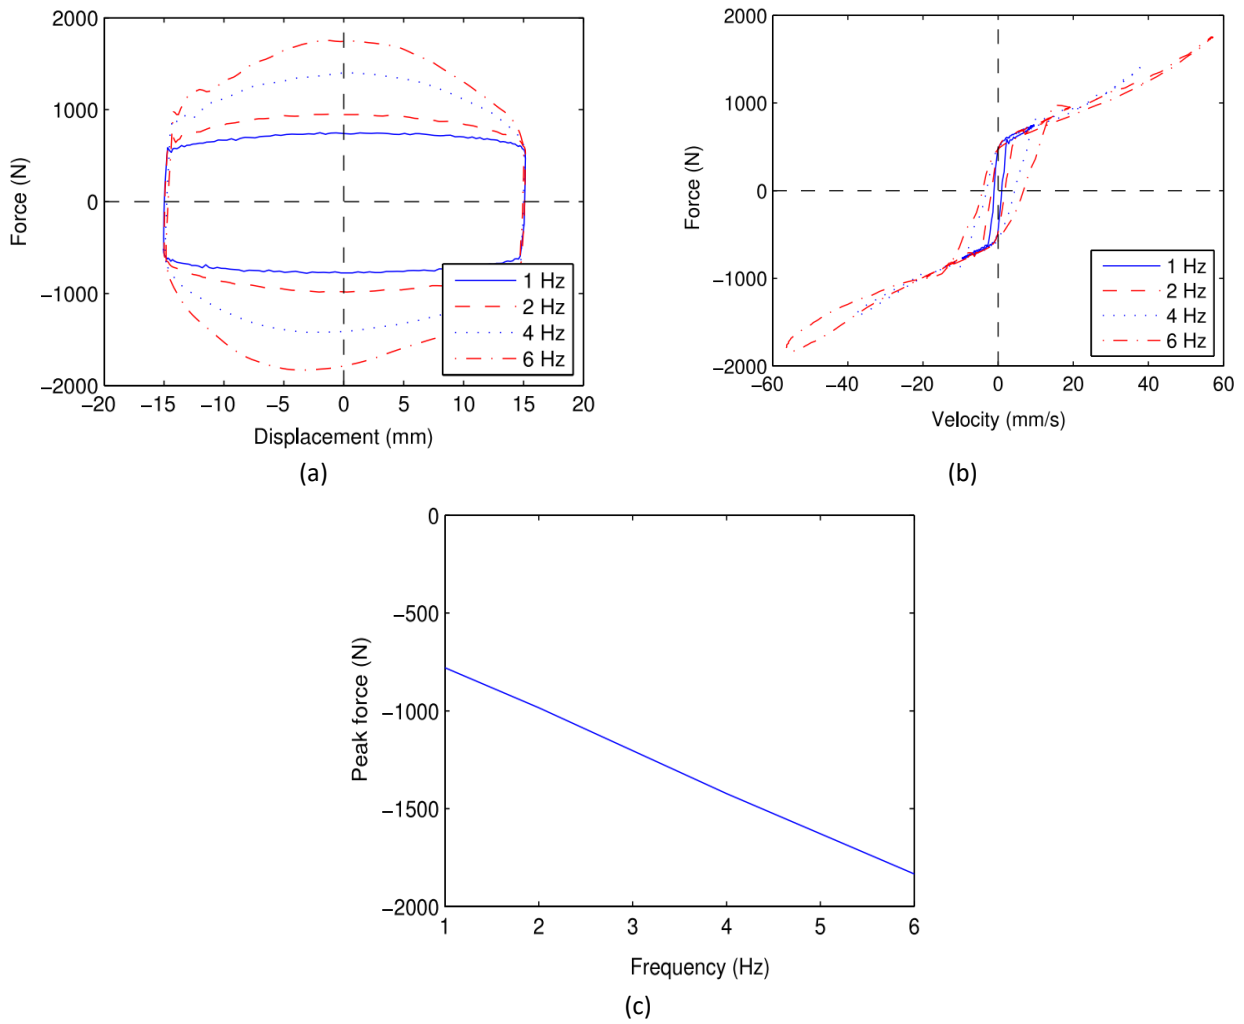 2000
1000
0
−1000
−2000
Force (N)
−20 −15 −10 −5 0 5 10 15 20
Displacement (mm)
1 Hz
2 Hz
4 Hz
6 Hz
(a)
2000
1000
0
−1000
−2000
Force (N)
−60 −40 −20 0 20 40 60
Velocity (mm/s)
1 Hz
2 Hz
4 Hz
6 Hz
(b)
0
−500
−1000
−1500
−2000
Peak force (N)
1 2 3 4 5 6
Frequency (Hz)
(c)